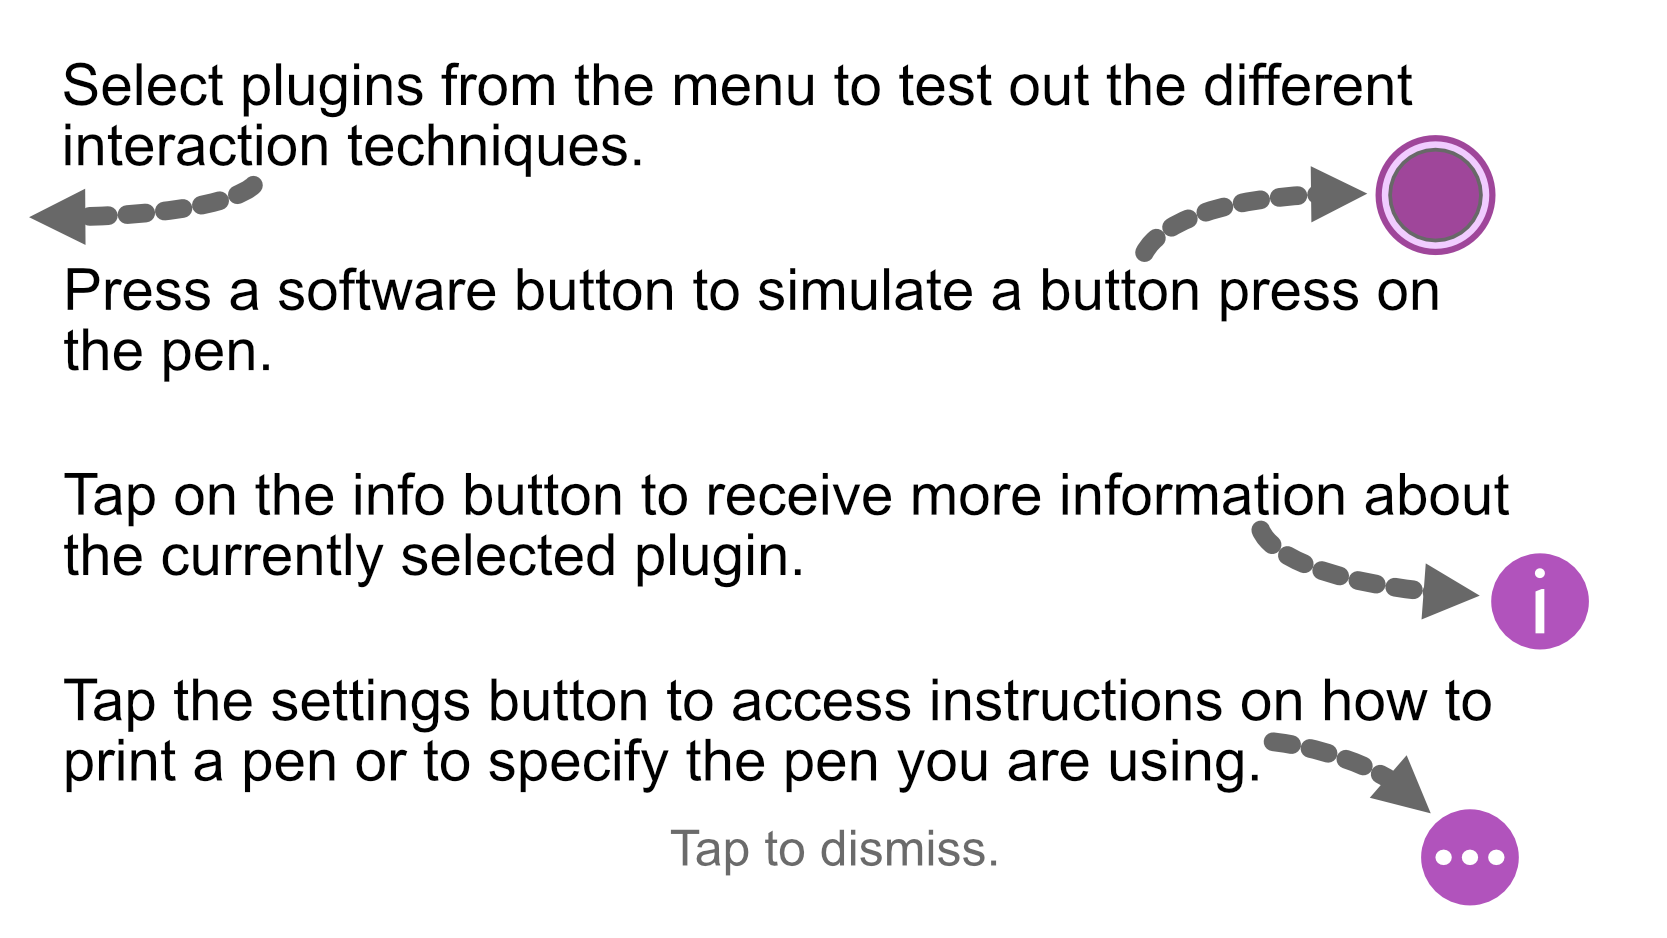 Select plugins from the menu to test out the different
interaction techniques.
Press a software button to simulate a button press on
the pen.
Tap on the info button to receive more information about
the currently selected plugin.
i
Tap the settings button to access instructions on how to
print a pen or to specify the pen you are using.
Tap to dismiss.